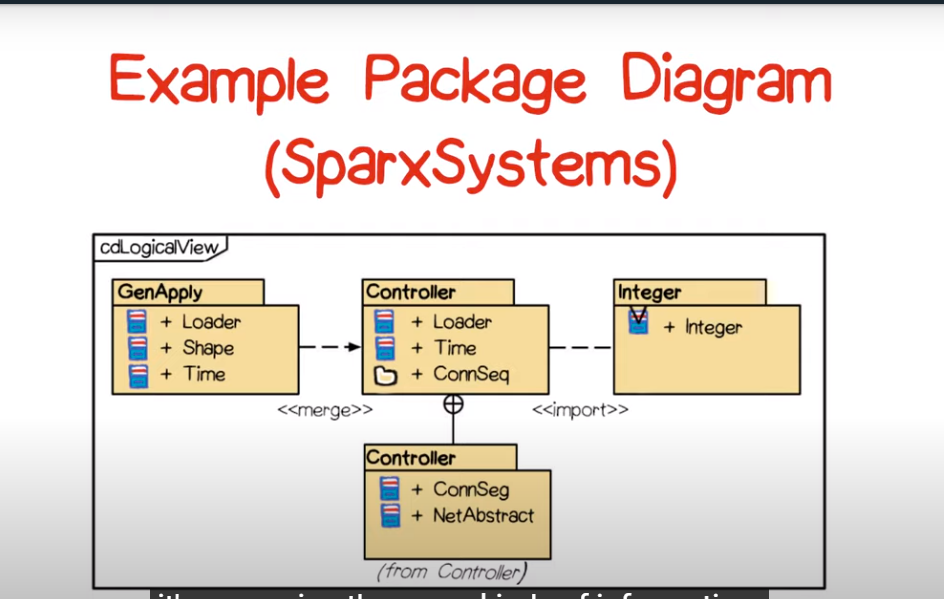 Example Package Diagram
(SparxSystems)
cdLogicalView
GenApply
+ Loader
+ Shape
+ Time
Controller
+ Loader
+ Time
+ ConnSeq
Integer
+ Integer
<<merge>>
<<import>>
Controller
+ ConnSeg
+ NetAbstract
(from Controller)